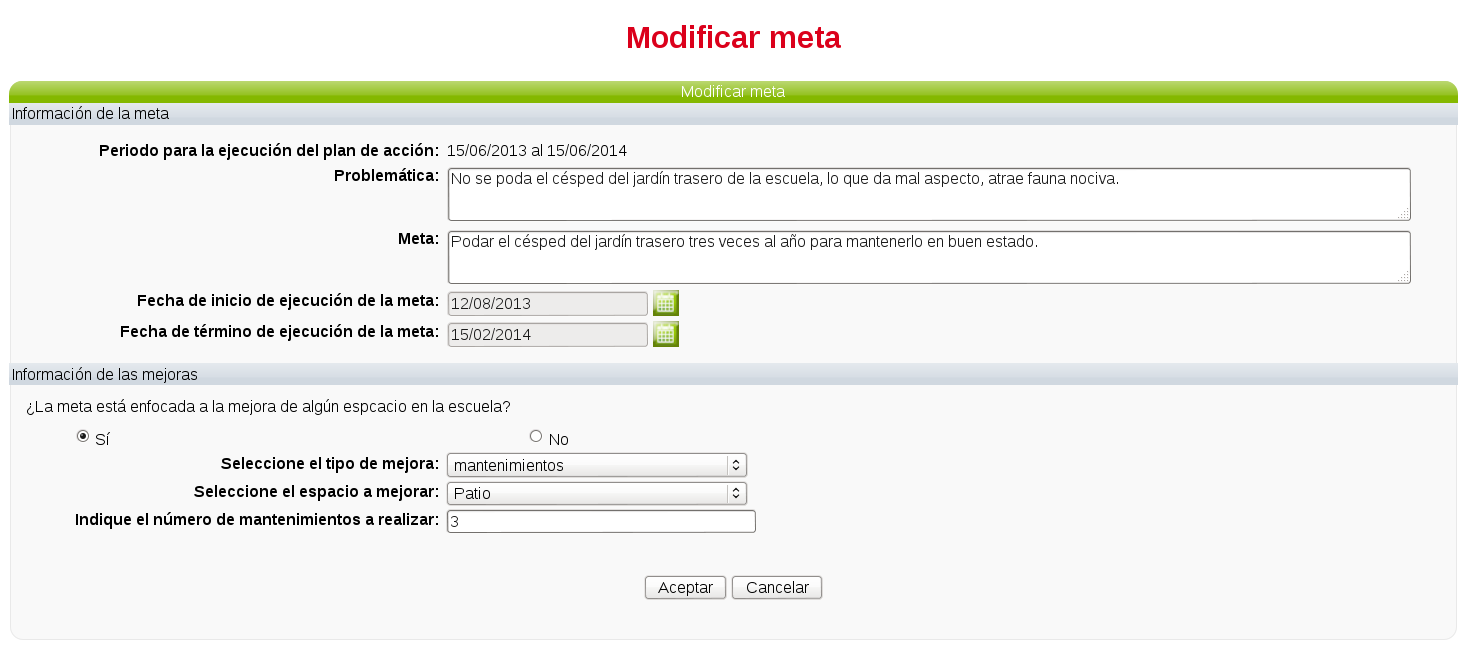 Modificar meta
Modificar meta
Información de la meta
Periodo para la ejecución del plan de acción: 15/06/2013 al 15/06/2014
Problemática: No se poda el césped del jardín trasero de la escuela, lo que da mal aspecto, atrae fauna nociva.
Meta: Podar el césped del jardín trasero tres veces al año para mantenerlo en buen estado.
Fecha de inicio de ejecución de la meta: 12/08/2013
Fecha de término de ejecución de la meta: 15/02/2014
Información de las mejoras
¿La meta está enfocada a la mejora de algún espcacio en la escuela?
Sí No
Seleccione el tipo de mejora: mantenimientos
Seleccione el espacio a mejorar: Patio
Indique el número de mantenimientos a realizar: 3
Aceptar Cancelar